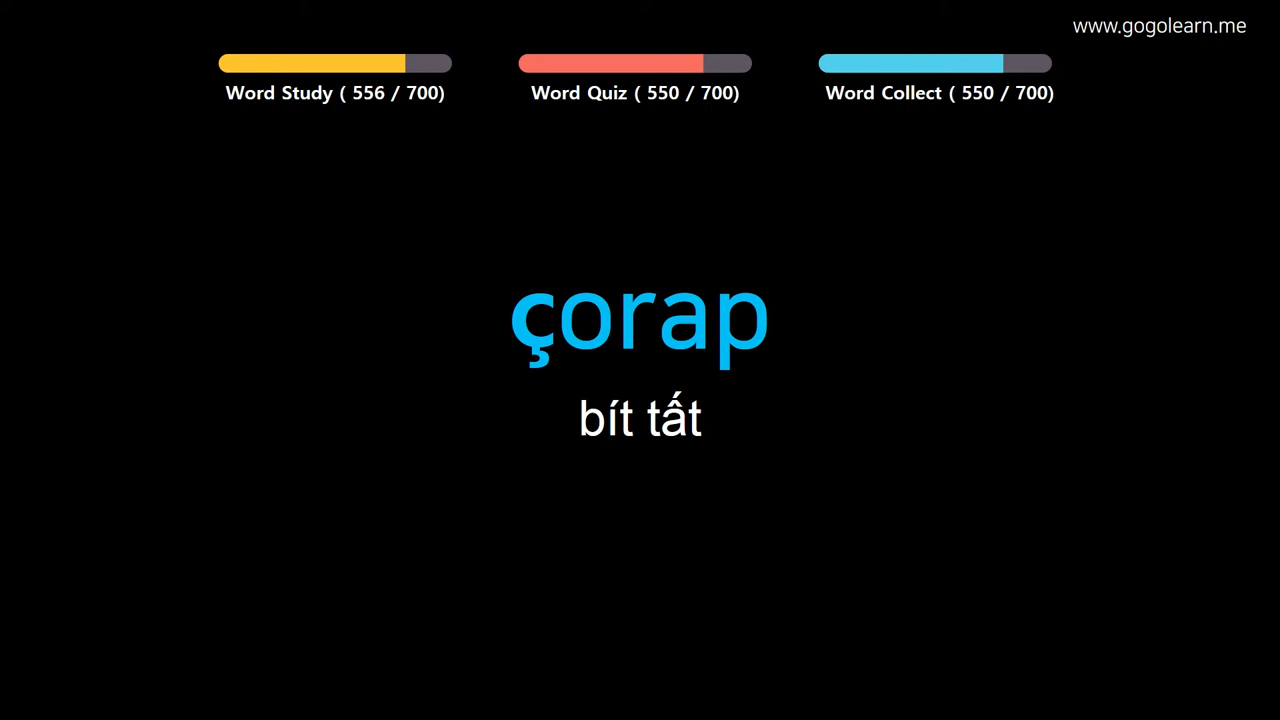 www.gogolearn.me
Word Study ( 556 / 700)
Word Quiz ( 550 / 700)
Word Collect ( 550 / 700)
çorap
bít tất